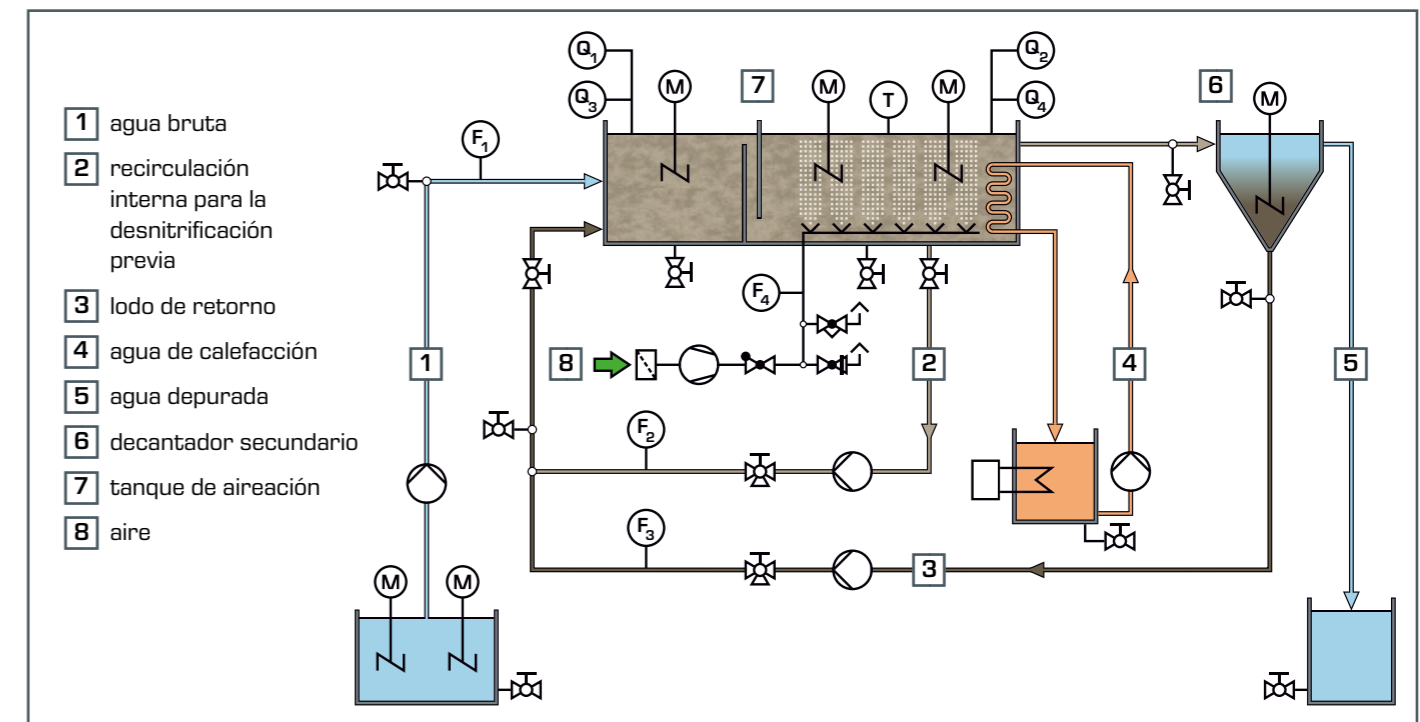 1 agua bruta
2 recirculación
interna para la
desnitrificación
previa
3 lodo de retorno
4 agua de calefacción
5 agua depurada
6 decantador secundario
7 tanque de aireación
8 aire
Q1
Q3
M
7
M
T
M
Q2
Q4
6
M
F1
F4
8
1
2
4
5
F2
F3
3
M
M